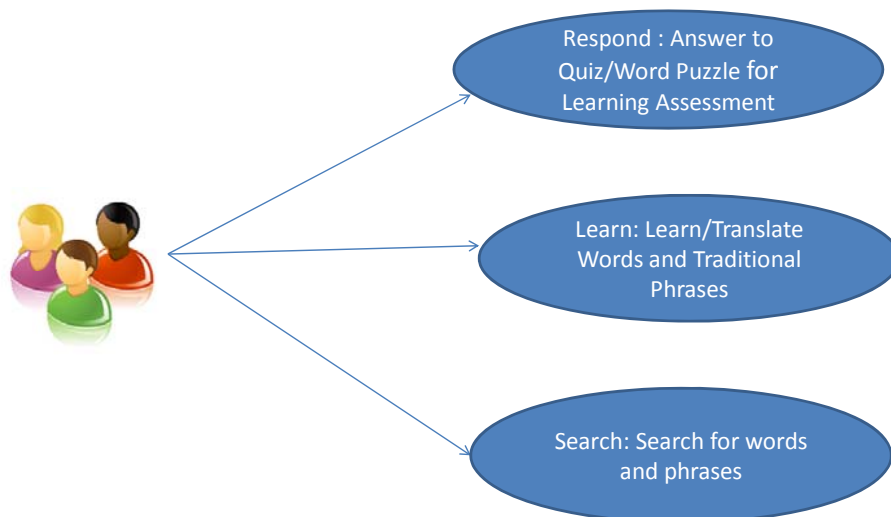 Respond : Answer to
Quiz/Word Puzzle for
Learning Assessment
Learn: Learn/Translate
Words and Traditional
Phrases
Search: Search for words
and phrases